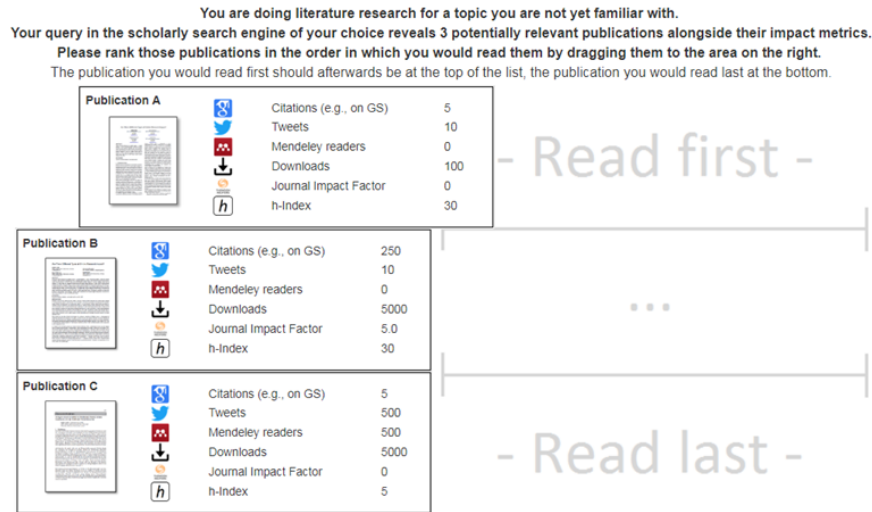 You are doing literature research for a topic you are not yet familiar with.
Your query in the scholarly search engine of your choice reveals 3 potentially relevant publications alongside their impact metrics.
Please rank those publications in the order in which you would read them by dragging them to the area on the right.
The publication you would read first should afterwards be at the top of the list, the publication you would read last at the bottom.
Publication A
Citations (e.g., on GS) 5
Tweets 10
Mendeley readers 0
Downloads 100
Journal Impact Factor 0
h h-Index 30
- Read first -
Publication B
Citations (e.g., on GS) 250
Tweets 10
Mendeley readers 0
Downloads 5000
Journal Impact Factor 5.0
h h-Index 30
...
Publication C
Citations (e.g., on GS) 5
Tweets 500
Mendeley readers 500
Downloads 5000
Journal Impact Factor 0
h h-Index 5
- Read last -